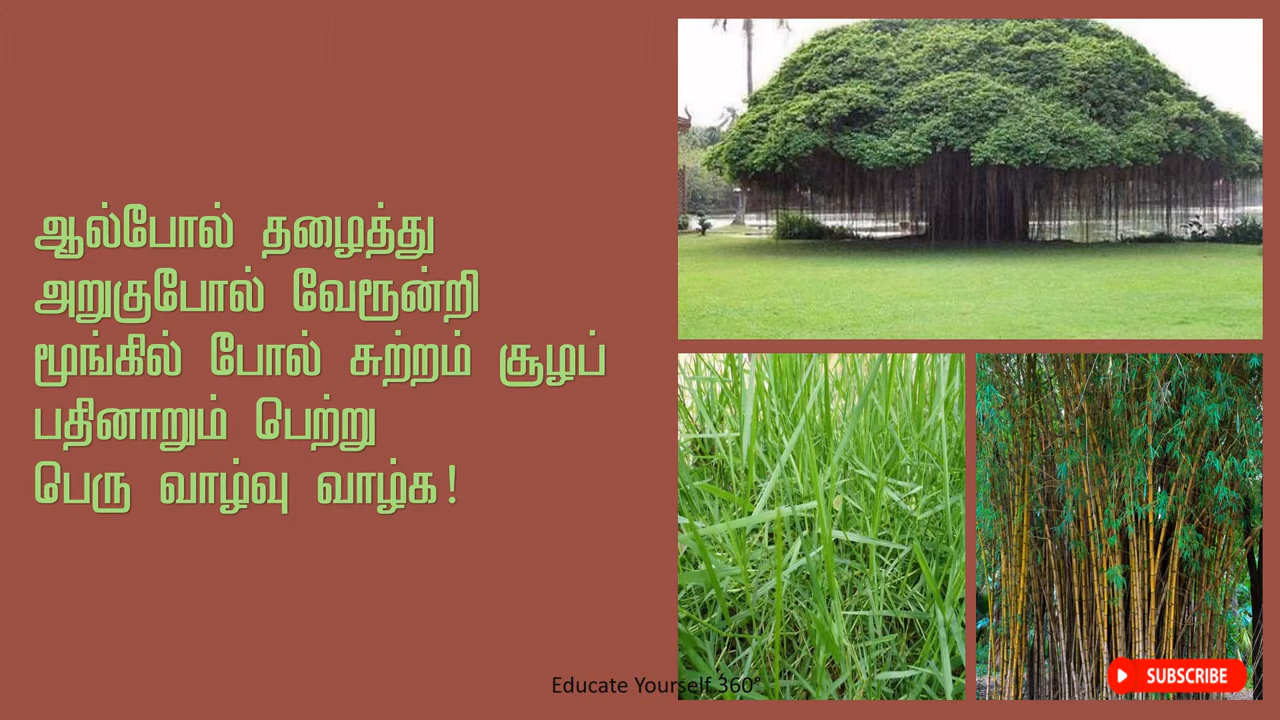 ஆல்போல் தழைத்து
அறுகுபோல் வேரூன்றி
மூங்கில் போல் சுற்றம் சூழப்
பதினாறும் பெற்று
பெரு வாழ்வு வாழ்க!
Educate Yourself 360°
SUBSCRIBE